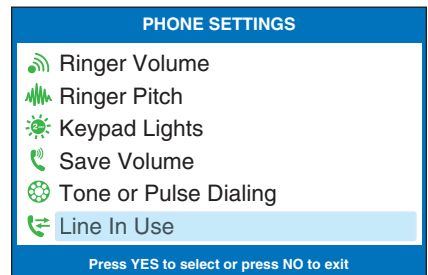 PHONE SETTINGS
Ringer Volume
Ringer Pitch
Keypad Lights
Save Volume
Tone or Pulse Dialing
Line In Use
Press YES to select or press NO to exit